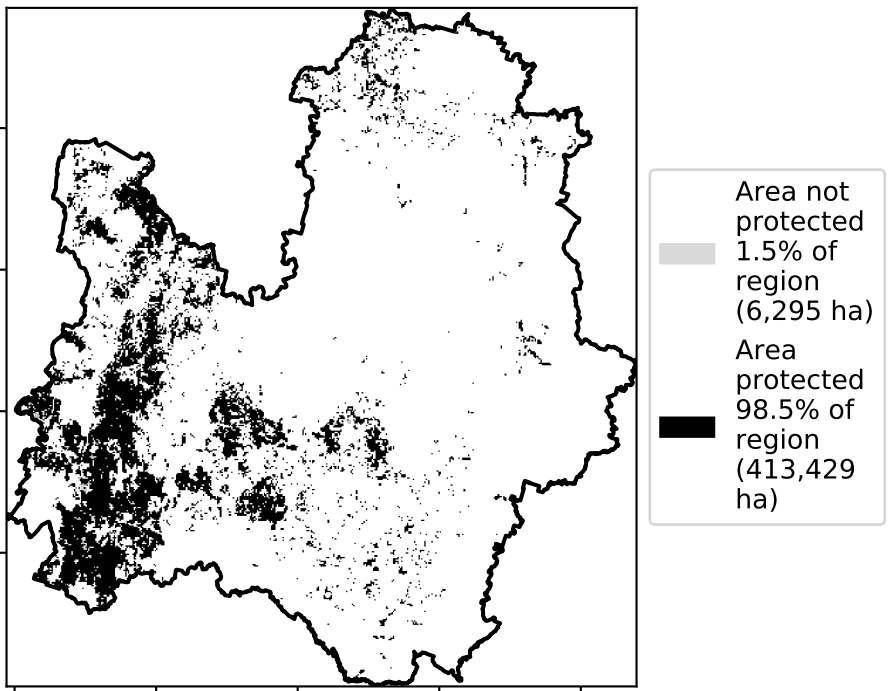 Area not
protected
1.5% of
region
(6,295 ha)
Area
protected
98.5% of
region
(413,429
ha)